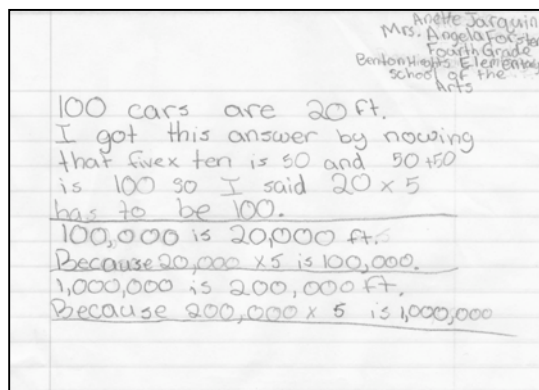 Anette Jarquin
Mrs. Angela Forster
Fourth Grade
Benton Hights Elementary
school of the
Arts
100 cars are 20 ft.
I got this answer by nowing
that fivex ten is 50 and 50+50
is 100 so I said 20 x 5
has to be 100.
100,000 is 20,000 ft.
Because 20,000 x5 is 100,000.
1,000,000 is 200,000 ft.
Because 200,000 x 5 is 1,000,000